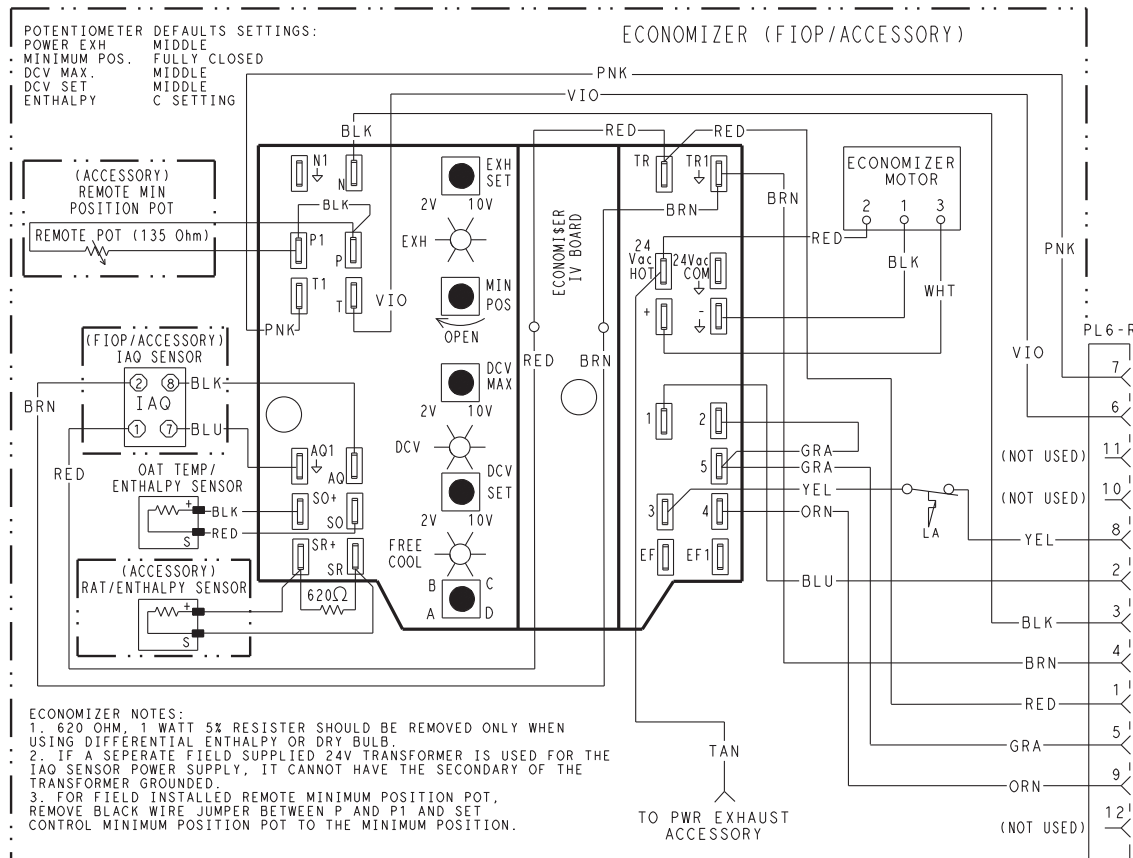 POTENTIOMETER DEFAULTS SETTINGS:
POWER EXH MIDDLE
MINIMUM POS. FULLY CLOSED
DCV MAX. MIDDLE
DCV SET MIDDLE
ENTHALPY C SETTING
ECONOMIZER (FIOP/ACCESSORY)
PNK
VIO
BLK
RED
RED
(ACCESSORY)
REMOTE MIN
POSITION POT
REMOTE POT (135 Ohm)
N1
N
BLK
P1
P
T1
T
VIO
PNK
EXH
SET
2V 10V
EXH
MIN
POS
OPEN
ECONOMI$ER
IV BOARD
TR
TR1
BRN
BRN
24
Vac
HOT
24Vac
COM
+
-
ECONOMIZER
MOTOR
2 1 3
RED
BLK
WHT
PNK
VIO
PL6-R
(FIOP/ACCESSORY)
IAQ SENSOR
2 8
BLK
IAQ
1 7
BLU
BRN
RED
RED
BRN
DCV
MAX
2V 10V
DCV
DCV
SET
2V 10V
FREE
COOL
B C
A D
AQ1
AQ
SO+
SO
SR+
SR
620Ω
OAT TEMP/
ENTHALPY SENSOR
+
BLK
RED
S
(ACCESSORY)
RAT/ENTHALPY SENSOR
+
S
1
2
5
3
4
EF
EF1
GRA
GRA
YEL
ORN
LA
BLU
7
6
(NOT USED) 11
(NOT USED) 10
YEL 8
2
BLK 3
BRN 4
RED 1
GRA 5
ORN 9
(NOT USED) 12
TAN
TO PWR EXHAUST
ACCESSORY
ECONOMIZER NOTES:
1. 620 OHM, 1 WATT 5% RESISTER SHOULD BE REMOVED ONLY WHEN
USING DIFFERENTIAL ENTHALPY OR DRY BULB.
2. IF A SEPERATE FIELD SUPPLIED 24V TRANSFORMER IS USED FOR THE
IAQ SENSOR POWER SUPPLY, IT CANNOT HAVE THE SECONDARY OF THE
TRANSFORMER GROUNDED.
3. FOR FIELD INSTALLED REMOTE MINIMUM POSITION POT,
REMOVE BLACK WIRE JUMPER BETWEEN P AND P1 AND SET
CONTROL MINIMUM POSITION POT TO THE MINIMUM POSITION.